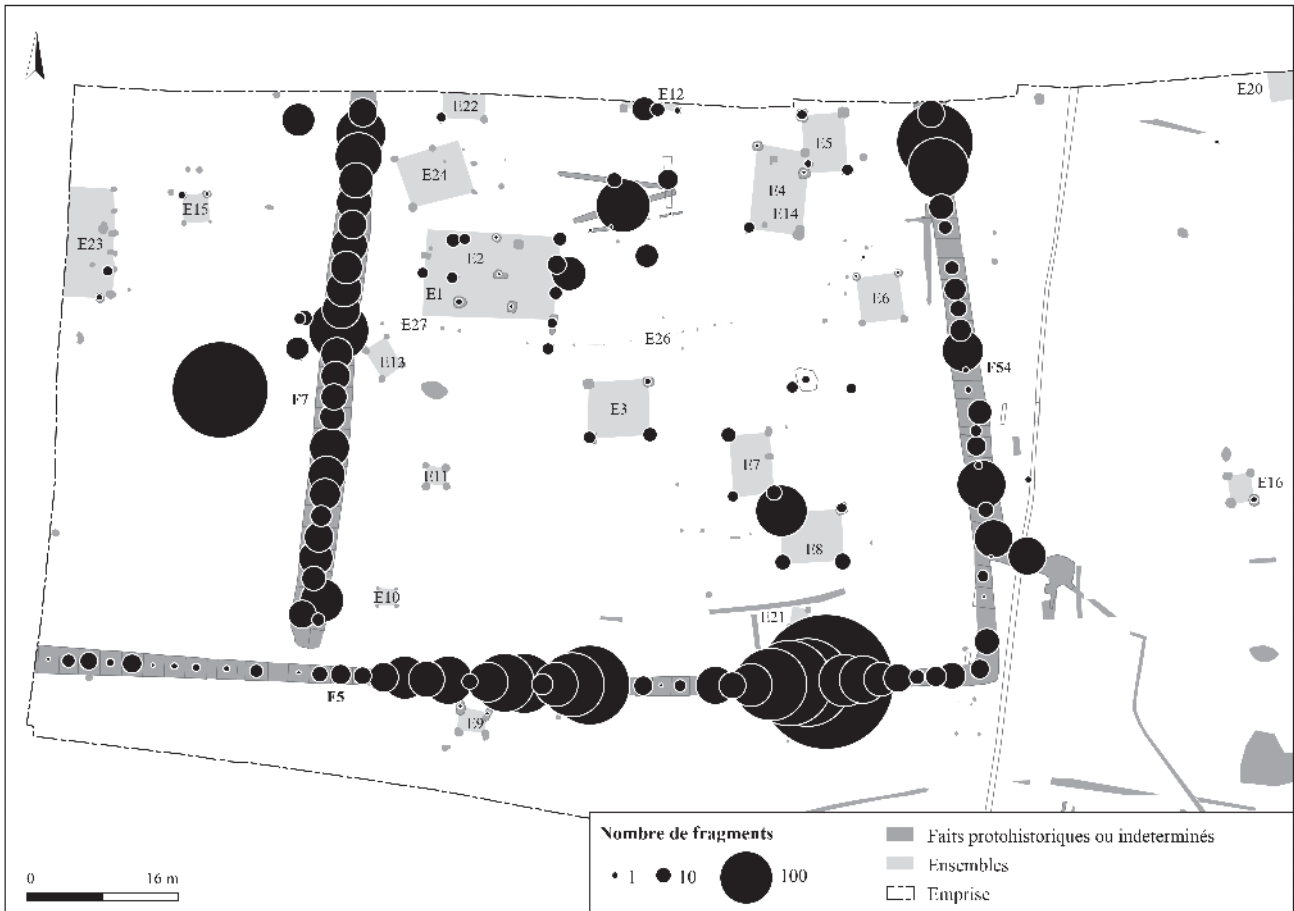 E12
E22
E20
E5
E24
E4
E15
E14
E23
E2
E6
E1
E27
E26
E13
F54
F7
E3
E7
E11
E16
E8
E10
E21
F5
E9
Nombre de fragments
1 10 100
Faits protohistoriques ou indeterminés
Ensembles
Emprise
0 16 m